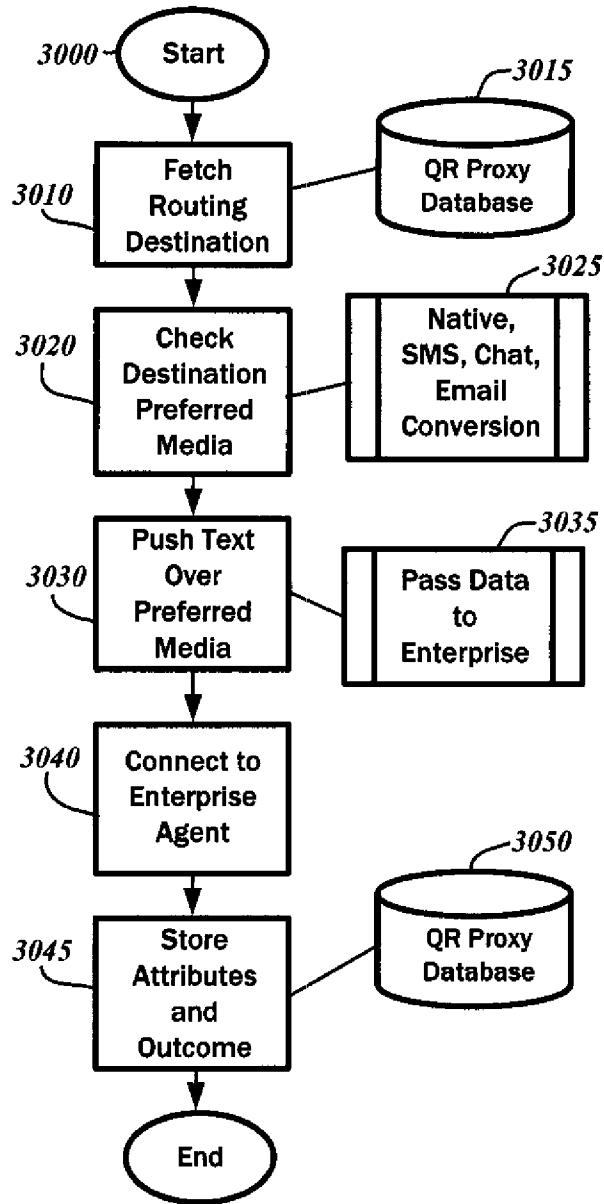 3000
Start
3015
QR Proxy
Database
3010
Fetch
Routing
Destination
3025
Native,
SMS, Chat,
Email
Conversion
3020
Check
Destination
Preferred
Media
3035
Pass Data
to
Enterprise
3030
Push Text
Over
Preferred
Media
3040
Connect to
Enterprise
Agent
3050
QR Proxy
Database
3045
Store
Attributes
and
Outcome
End